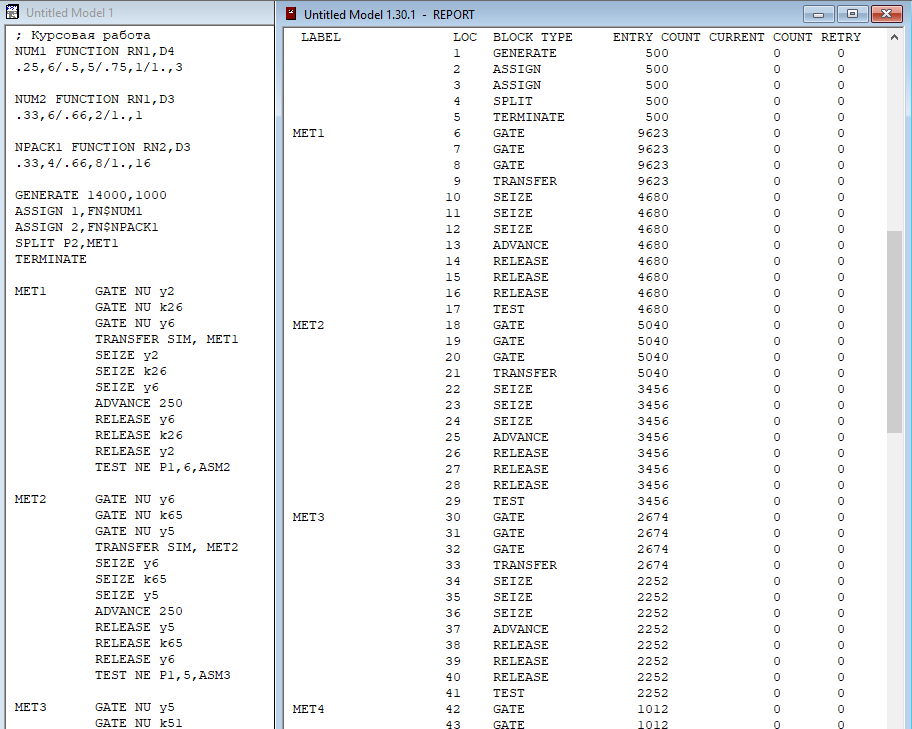 Untitled Model 1
; Курсовая работа
NUM1 FUNCTION RN1,D4
.25,6/.5,5/.75,1/1.,3
NUM2 FUNCTION RN1,D3
.33,6/.66,2/1.,1
NPACK1 FUNCTION RN2,D3
.33,4/.66,8/1.,16
GENERATE 14000,1000
ASSIGN 1,FN$NUM1
ASSIGN 2,FN$NPACK1
SPLIT P2,MET1
TERMINATE
MET1 GATE NU y2
GATE NU k26
GATE NU y6
TRANSFER SIM, MET1
SEIZE y2
SEIZE k26
SEIZE y6
ADVANCE 250
RELEASE y6
RELEASE k26
RELEASE y2
TEST NE P1,6,ASM2
MET2 GATE NU y6
GATE NU k65
GATE NU y5
TRANSFER SIM, MET2
SEIZE y6
SEIZE k65
SEIZE y5
ADVANCE 250
RELEASE y5
RELEASE k65
RELEASE y6
TEST NE P1,5,ASM3
MET3 GATE NU y5
GATE NU k51
Untitled Model 1.30.1 - REPORT
LABEL LOC BLOCK TYPE ENTRY COUNT CURRENT COUNT RETRY
1 GENERATE 500 0 0
2 ASSIGN 500 0 0
3 ASSIGN 500 0 0
4 SPLIT 500 0 0
5 TERMINATE 500 0 0
MET1 6 GATE 9623 0 0
7 GATE 9623 0 0
8 GATE 9623 0 0
9 TRANSFER 9623 0 0
10 SEIZE 4680 0 0
11 SEIZE 4680 0 0
12 SEIZE 4680 0 0
13 ADVANCE 4680 0 0
14 RELEASE 4680 0 0
15 RELEASE 4680 0 0
16 RELEASE 4680 0 0
17 TEST 4680 0 0
MET2 18 GATE 5040 0 0
19 GATE 5040 0 0
20 GATE 5040 0 0
21 TRANSFER 5040 0 0
22 SEIZE 3456 0 0
23 SEIZE 3456 0 0
24 SEIZE 3456 0 0
25 ADVANCE 3456 0 0
26 RELEASE 3456 0 0
27 RELEASE 3456 0 0
28 RELEASE 3456 0 0
29 TEST 3456 0 0
MET3 30 GATE 2674 0 0
31 GATE 2674 0 0
32 GATE 2674 0 0
33 TRANSFER 2674 0 0
34 SEIZE 2252 0 0
35 SEIZE 2252 0 0
36 SEIZE 2252 0 0
37 ADVANCE 2252 0 0
38 RELEASE 2252 0 0
39 RELEASE 2252 0 0
40 RELEASE 2252 0 0
41 TEST 2252 0 0
MET4 42 GATE 1012 0 0
43 GATE 1012 0 0